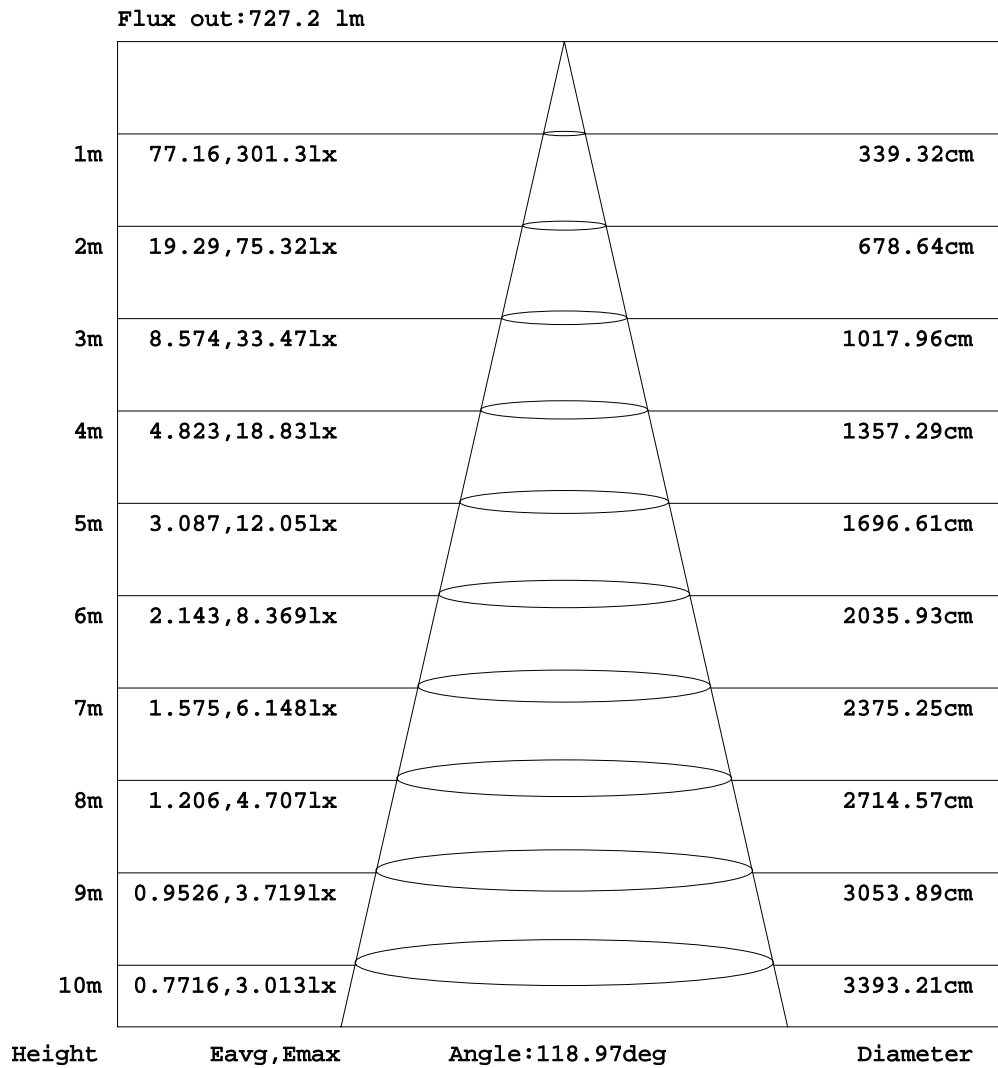 Flux out:727.2 lm
1m 77.16,301.3lx 339.32cm
2m 19.29,75.32lx 678.64cm
3m 8.574,33.47lx 1017.96cm
4m 4.823,18.83lx 1357.29cm
5m 3.087,12.05lx 1696.61cm
6m 2.143,8.369lx 2035.93cm
7m 1.575,6.148lx 2375.25cm
8m 1.206,4.707lx 2714.57cm
9m 0.9526,3.719lx 3053.89cm
10m 0.7716,3.013lx 3393.21cm
Height Eavg,Emax Angle:118.97deg Diameter